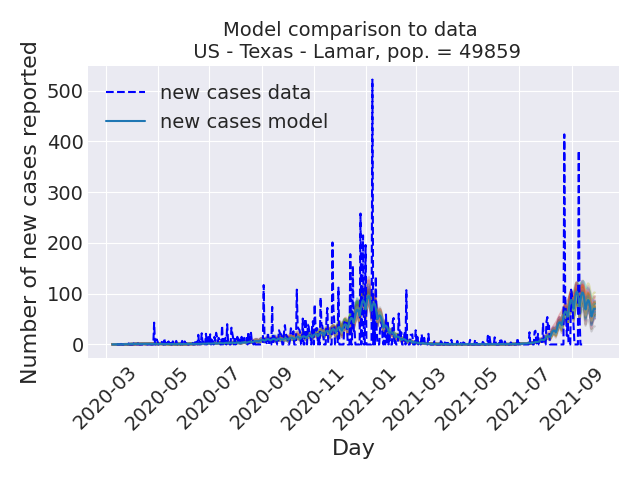 Model comparison to data
US - Texas - Lamar, pop. = 49859
Number of new cases reported
500
400
300
200
100
0
new cases data
new cases model
2020-03
2020-05
2020-07
2020-09
2020-11
2021-01
2021-03
2021-05
2021-07
2021-09
Day